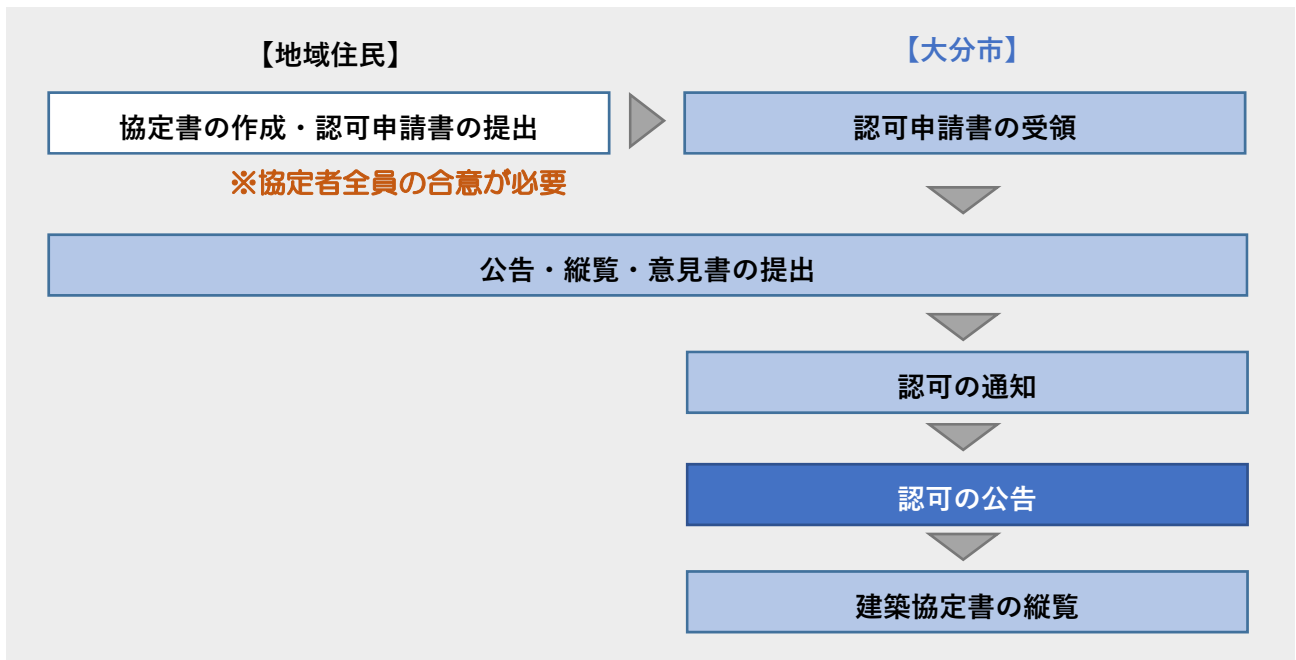 【地域住民】
【大分市】
協定書の作成・認可申請書の提出
認可申請書の受領
※協定者全員の合意が必要
公告・縦覧・意見書の提出
認可の通知
認可の公告
建築協定書の縦覧